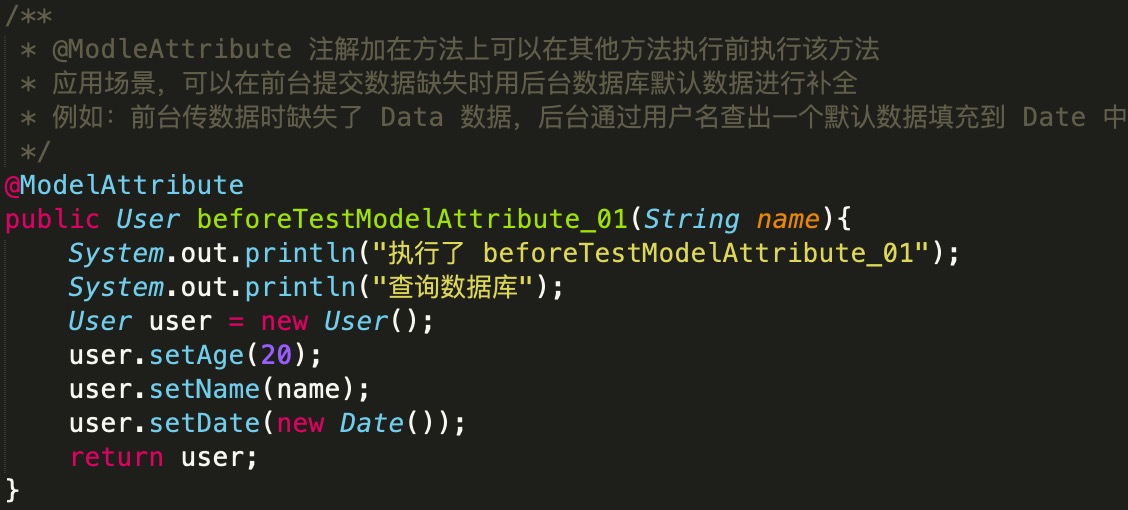 /**
 * @ModleAttribute 注解加在方法上可以在其他方法执行前执行该方法
 * 应用场景，可以在前台提交数据缺失时用后台数据库默认数据进行补全
 * 例如：前台传数据时缺失了 Data 数据，后台通过用户名查出一个默认数据填充到 Date 中
 */
@ModelAttribute
public User beforeTestModelAttribute_01(String name){
    System.out.println("执行了 beforeTestModelAttribute_01");
    System.out.println("查询数据库");
    User user = new User();
    user.setAge(20);
    user.setName(name);
    user.setDate(new Date());
    return user;
}